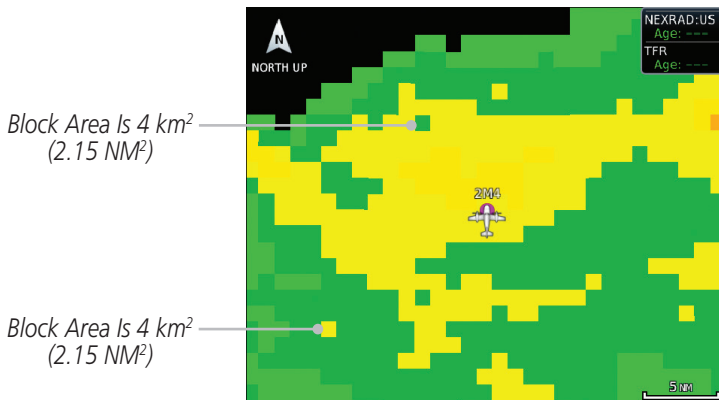 N
NORTH UP
NEXRAD:US
Age: ---
TFR
Age: ---
Block Area Is 4 km²
(2.15 NM²)
2M4
Block Area Is 4 km²
(2.15 NM²)
5 NM